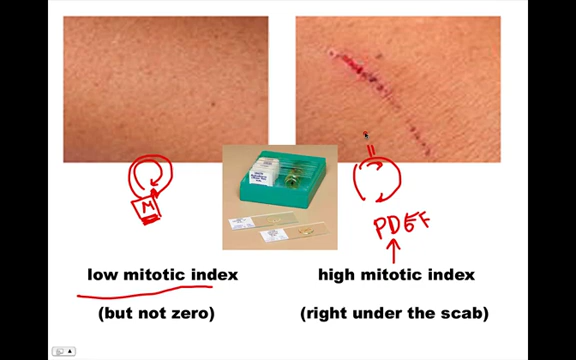 M
PDGF
low mitotic index
high mitotic index
(but not zero)
(right under the scab)